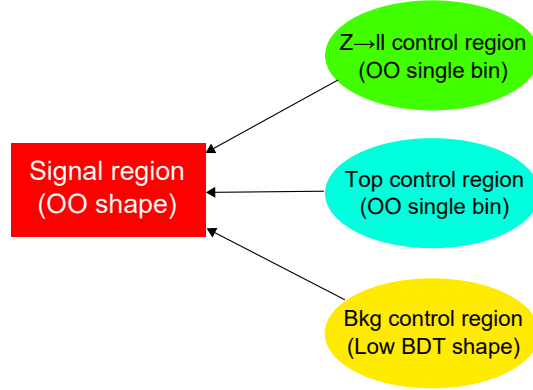 Z→ll control region
(OO single bin)
Signal region
(OO shape)
Top control region
(OO single bin)
Bkg control region
(Low BDT shape)